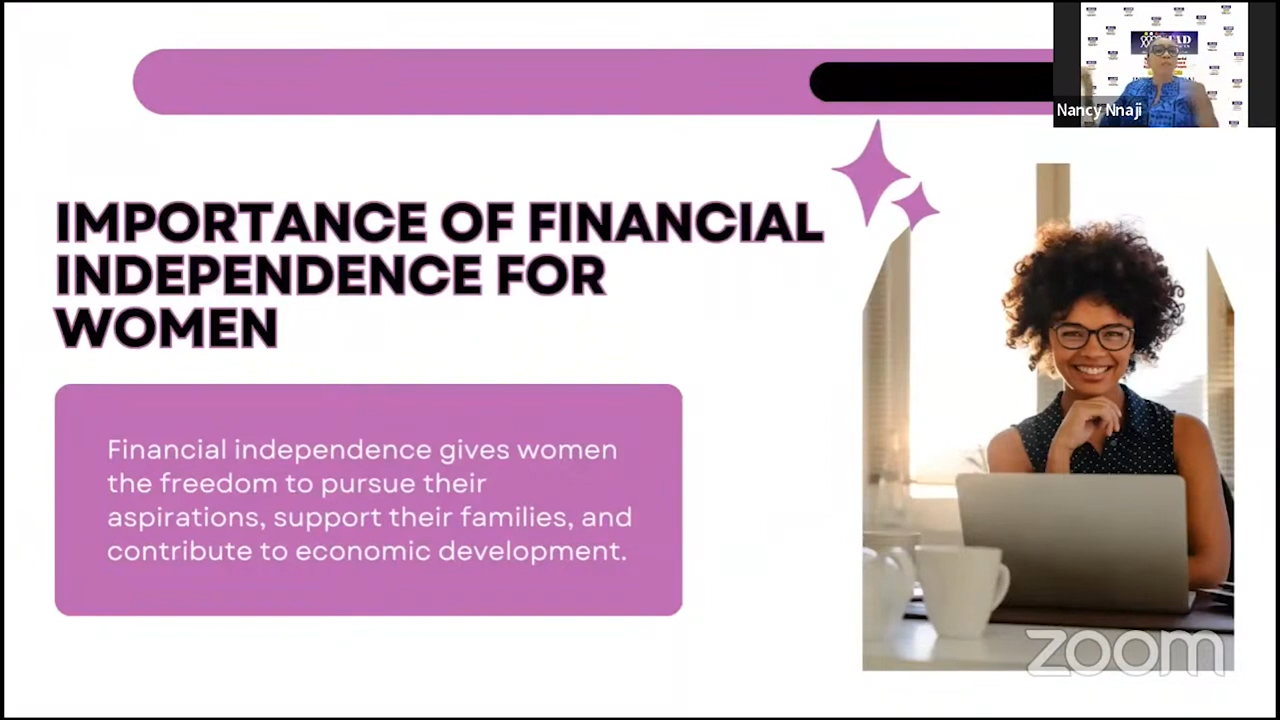 Nancy Nnaji
IMPORTANCE OF FINANCIAL
INDEPENDENCE FOR
WOMEN
Financial independence gives women
the freedom to pursue their
aspirations, support their families, and
contribute to economic development.
zoom